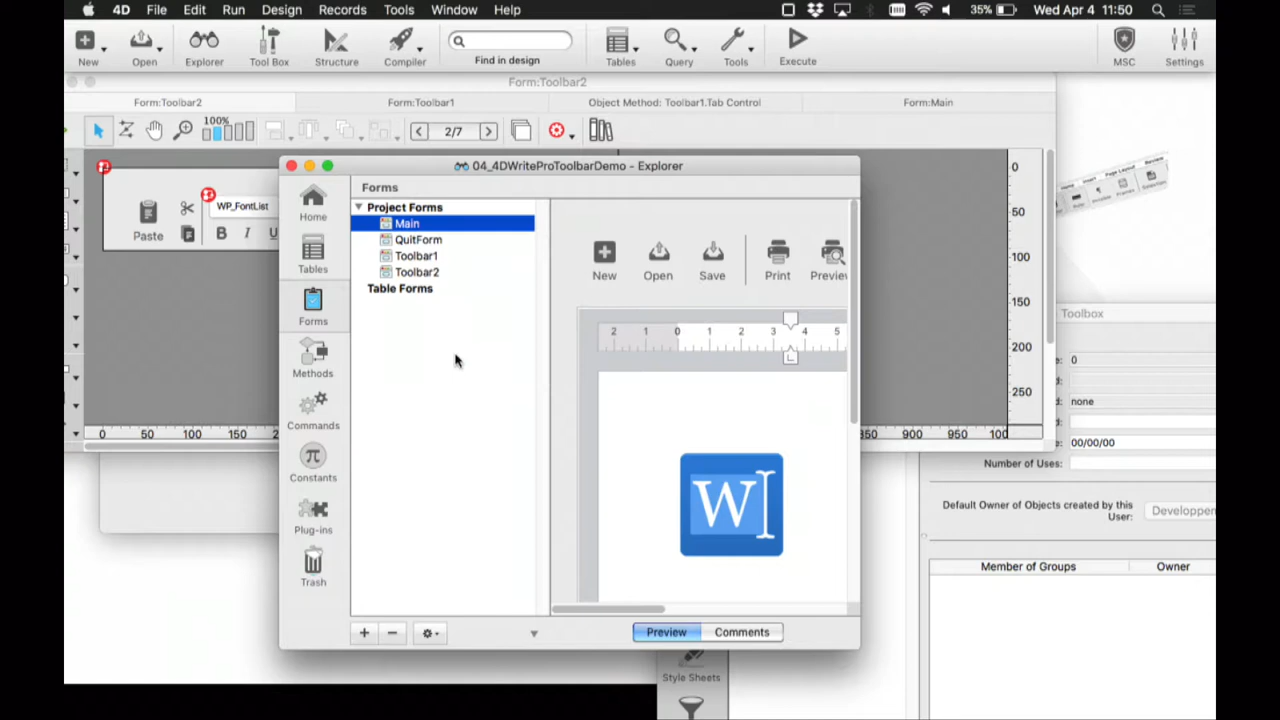 4D File Edit Run Design Records Tools Window Help 35% Wed Apr 4 11:50
New Open Explorer Tool Box Structure Compiler Find in design Tables Query Tools Execute MSC Settings
Form:Toolbar2
Form:Toolbar2 Form:Toolbar1 Object Method: Toolbar1.Tab Control Form:Main
100% 2/7
04_4DWriteProToolbarDemo - Explorer
Paste
WP_FontList
B I U
Home
Tables
Forms
Methods
Commands
Constants
Plug-ins
Trash
Forms
Project Forms
Main
QuitForm
Toolbar1
Toolbar2
Table Forms
New Open Save Print Preview
2 1 0 1 2 3 4 5
W
Preview Comments
0
50
100
150
200
250
0 50 100 150 850 900 950
Home Insert Page Layout Review
Toolbox
0
none
00/00/00
Number of Uses:
Default Owner of Objects created by this
User:
Developpen
Member of Groups Owner
Style Sheets